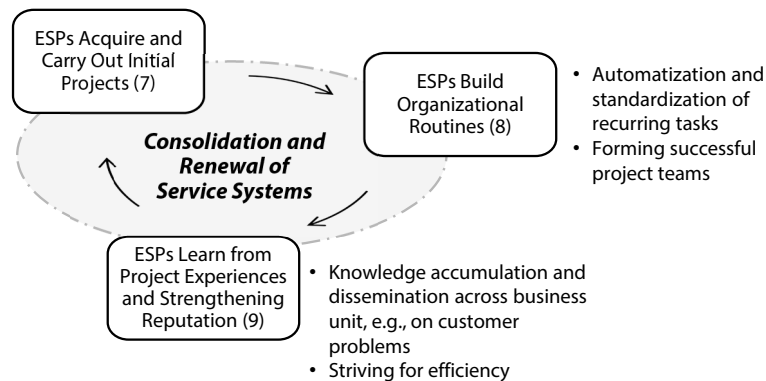 ESPs Acquire and
Carry Out Initial
Projects (7)
ESPs Build
Organizational
Routines (8)
• Automatization and
standardization of
recurring tasks
• Forming successful
project teams
Consolidation and
Renewal of
Service Systems
ESPs Learn from
Project Experiences
and Strengthening
Reputation (9)
• Knowledge accumulation and
dissemination across business
unit, e.g., on customer
problems
• Striving for efficiency